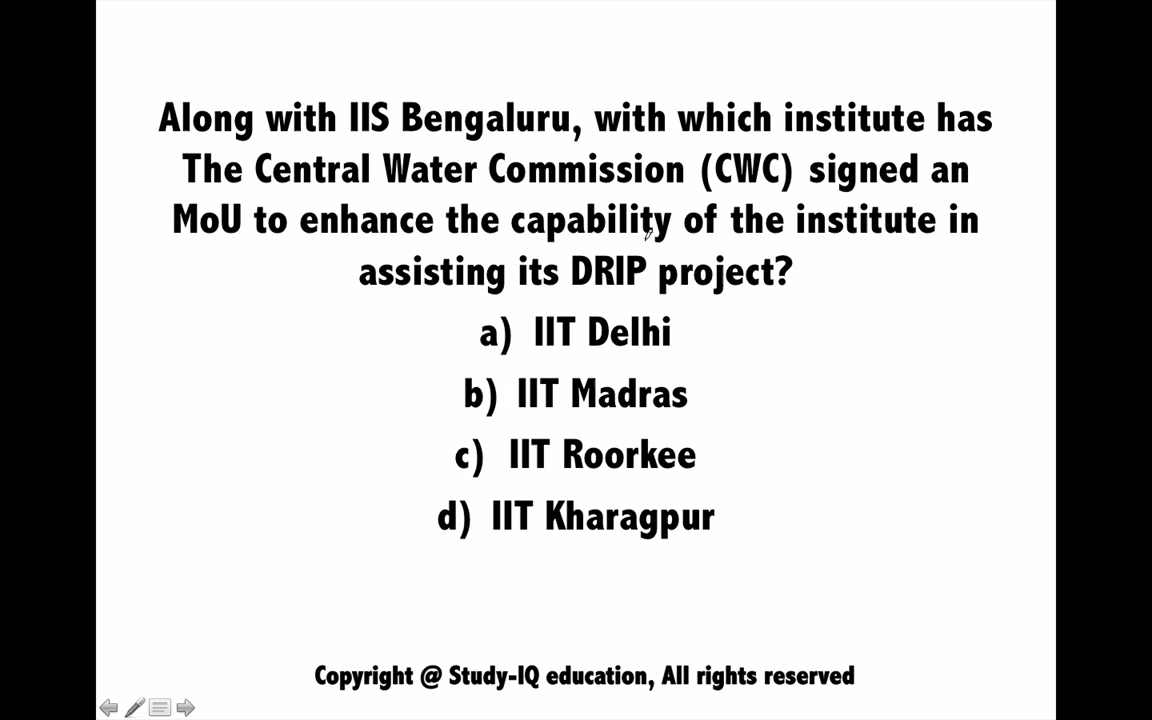 Along with IIS Bengaluru, with which institute has
The Central Water Commission (CWC) signed an
MoU to enhance the capability of the institute in
assisting its DRIP project?
a) IIT Delhi
b) IIT Madras
c) IIT Roorkee
d) IIT Kharagpur
Copyright @ Study-IQ education, All rights reserved